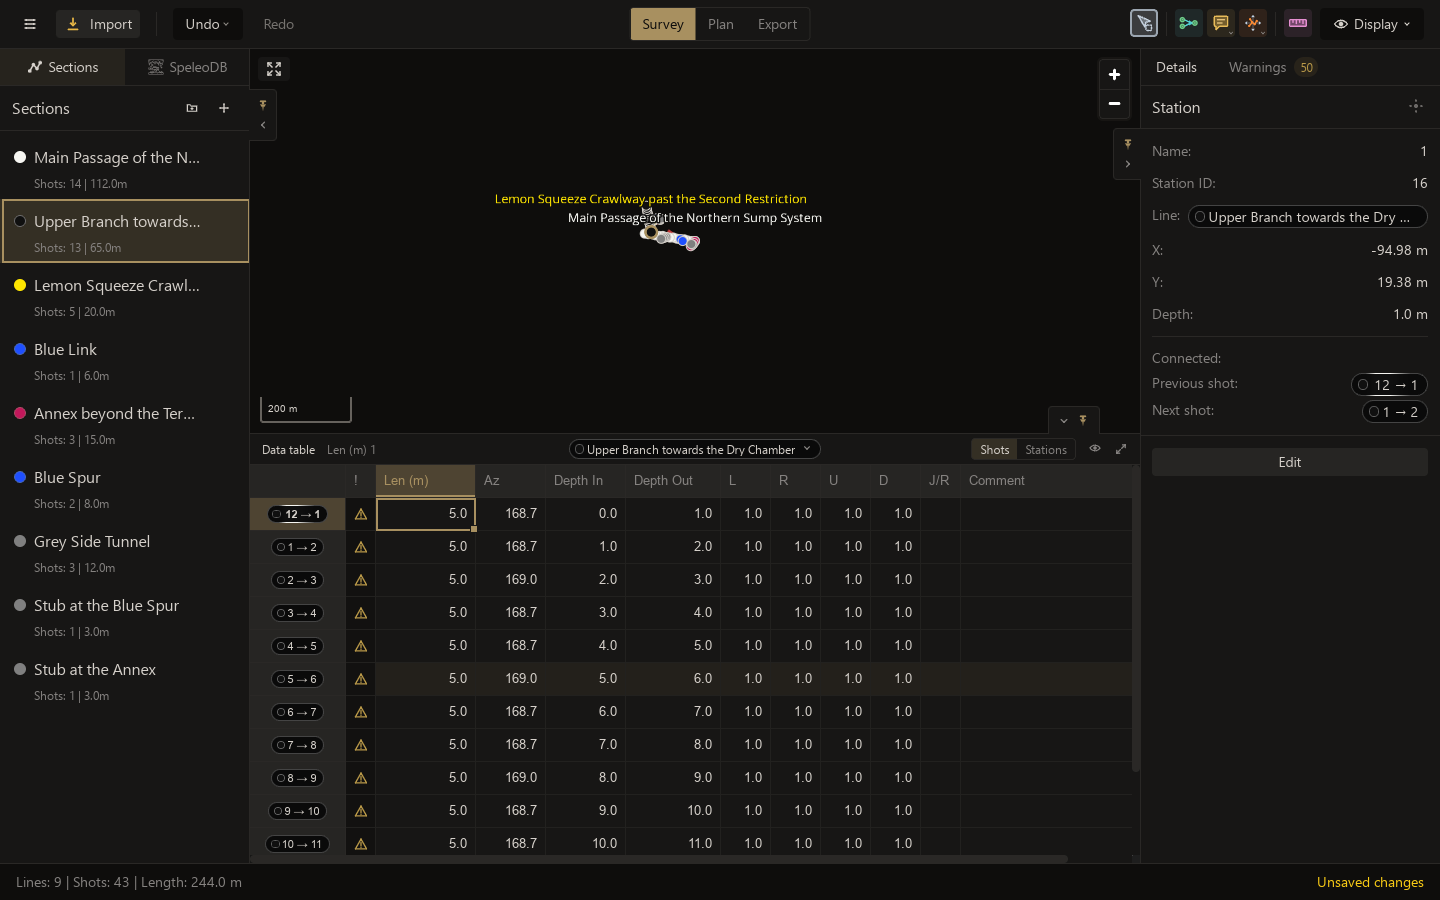 Import
Undo
Redo
Survey
Plan
Export
Display
Sections
SpeleoDB
Details
Warnings 50
Sections
Main Passage of the N...
Shots: 14 | 112.0m
Upper Branch towards...
Shots: 13 | 65.0m
Lemon Squeeze Crawl...
Shots: 5 | 20.0m
Blue Link
Shots: 1 | 6.0m
Annex beyond the Ter...
Shots: 3 | 15.0m
Blue Spur
Shots: 2 | 8.0m
Grey Side Tunnel
Shots: 3 | 12.0m
Stub at the Blue Spur
Shots: 1 | 3.0m
Stub at the Annex
Shots: 1 | 3.0m
Lemon Squeeze Crawlway past the Second Restriction
Main Passage of the Northern Sump System
200 m
Data table Len (m) 1
Upper Branch towards the Dry Chamber
Shots Stations
! Len (m) Az Depth In Depth Out L R U D J/R Comment
12 → 1 5.0 168.7 0.0 1.0 1.0 1.0 1.0 1.0
1 → 2 5.0 168.7 1.0 2.0 1.0 1.0 1.0 1.0
2 → 3 5.0 169.0 2.0 3.0 1.0 1.0 1.0 1.0
3 → 4 5.0 168.7 3.0 4.0 1.0 1.0 1.0 1.0
4 → 5 5.0 168.7 4.0 5.0 1.0 1.0 1.0 1.0
5 → 6 5.0 169.0 5.0 6.0 1.0 1.0 1.0 1.0
6 → 7 5.0 168.7 6.0 7.0 1.0 1.0 1.0 1.0
7 → 8 5.0 168.7 7.0 8.0 1.0 1.0 1.0 1.0
8 → 9 5.0 169.0 8.0 9.0 1.0 1.0 1.0 1.0
9 → 10 5.0 168.7 9.0 10.0 1.0 1.0 1.0 1.0
10 → 11 5.0 168.7 10.0 11.0 1.0 1.0 1.0 1.0
Station
Name: 1
Station ID: 16
Line: Upper Branch towards the Dry ...
X: -94.98 m
Y: 19.38 m
Depth: 1.0 m
Connected:
Previous shot: 12 → 1
Next shot: 1 → 2
Edit
Lines: 9 | Shots: 43 | Length: 244.0 m
Unsaved changes